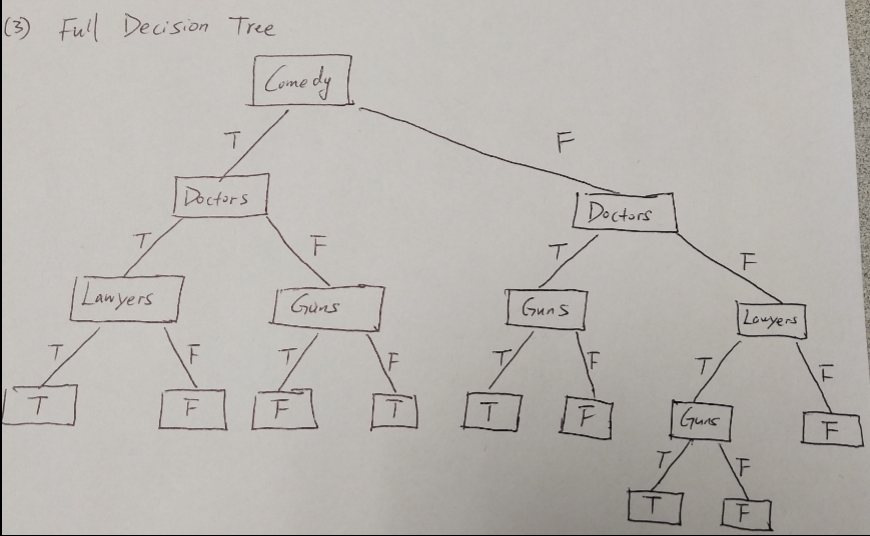 (3) Full Decision Tree
Comedy
T F
Doctors Doctors
T F T F
Lawyers Guns Guns Lawyers
T F T F T F T F
T F F T T F Guns F
T F
T F